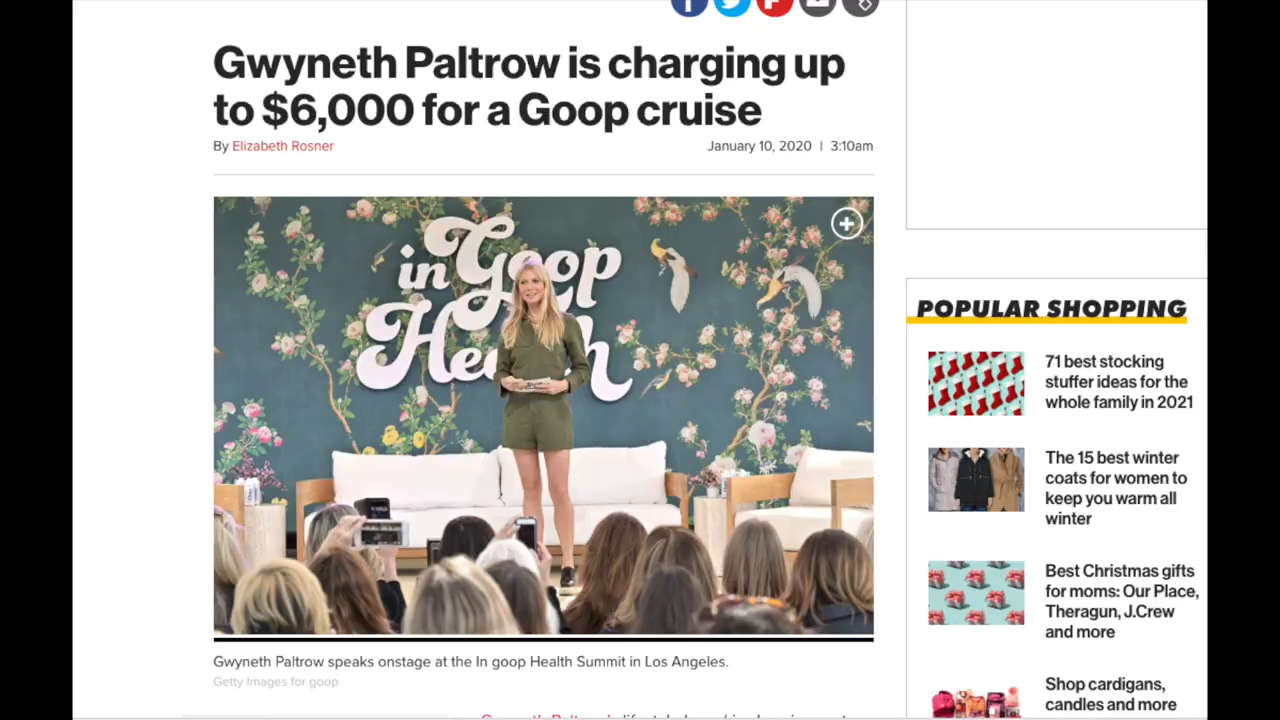 Gwyneth Paltrow is charging up
to $6,000 for a Goop cruise
By Elizabeth Rosner
January 10, 2020 | 3:10am
in Goop
Health
Gwyneth Paltrow speaks onstage at the In goop Health Summit in Los Angeles.
Getty Images for goop
POPULAR SHOPPING
71 best stocking
stuffer ideas for the
whole family in 2021
The 15 best winter
coats for women to
keep you warm all
winter
Best Christmas gifts
for moms: Our Place,
Theragun, J.Crew
and more
Shop cardigans,
candles and more